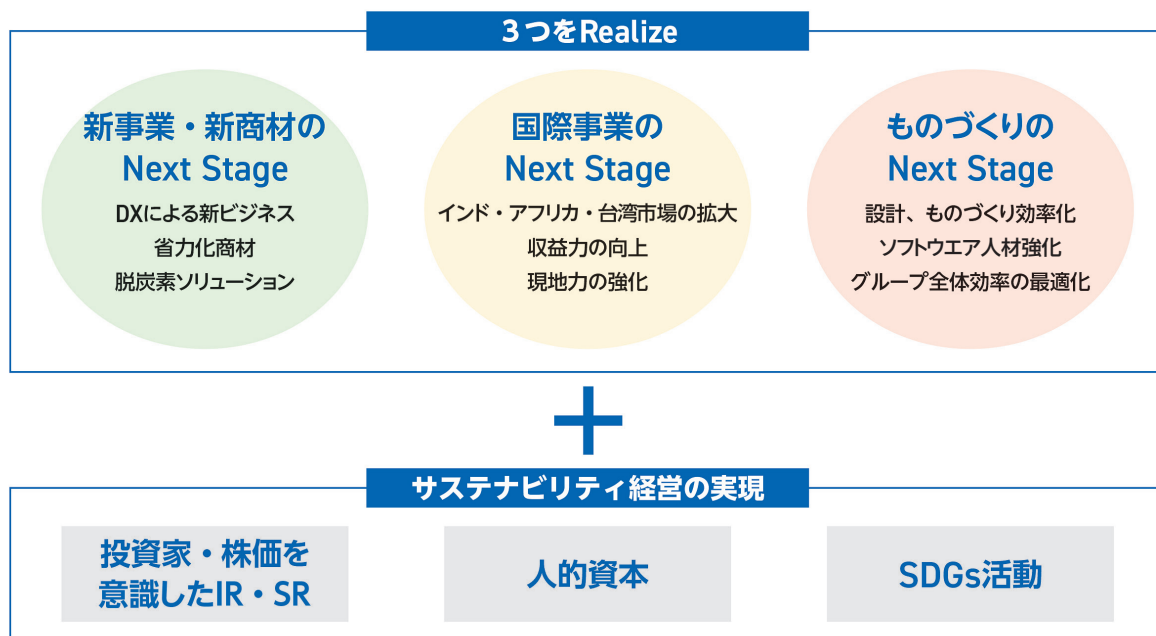 ３つをRealize
新事業・新商材の
Next Stage
DXによる新ビジネス
省力化商材
脱炭素ソリューション
国際事業の
Next Stage
インド・アフリカ・台湾市場の拡大
収益力の向上
現地力の強化
ものづくりの
Next Stage
設計、ものづくり効率化
ソフトウエア人材強化
グループ全体効率の最適化
＋
サステナビリティ経営の実現
投資家・株価を
意識したIR・SR
人的資本
SDGs活動